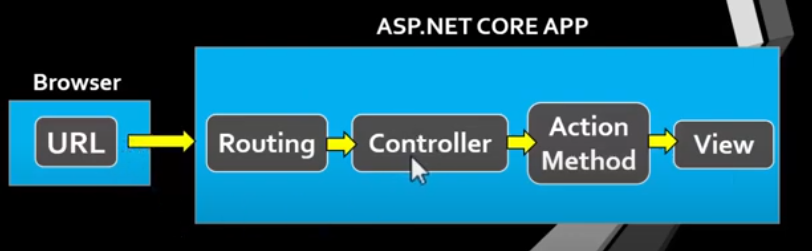 ASP.NET CORE APP
Browser
URL
Routing
Controller
Action
Method
View